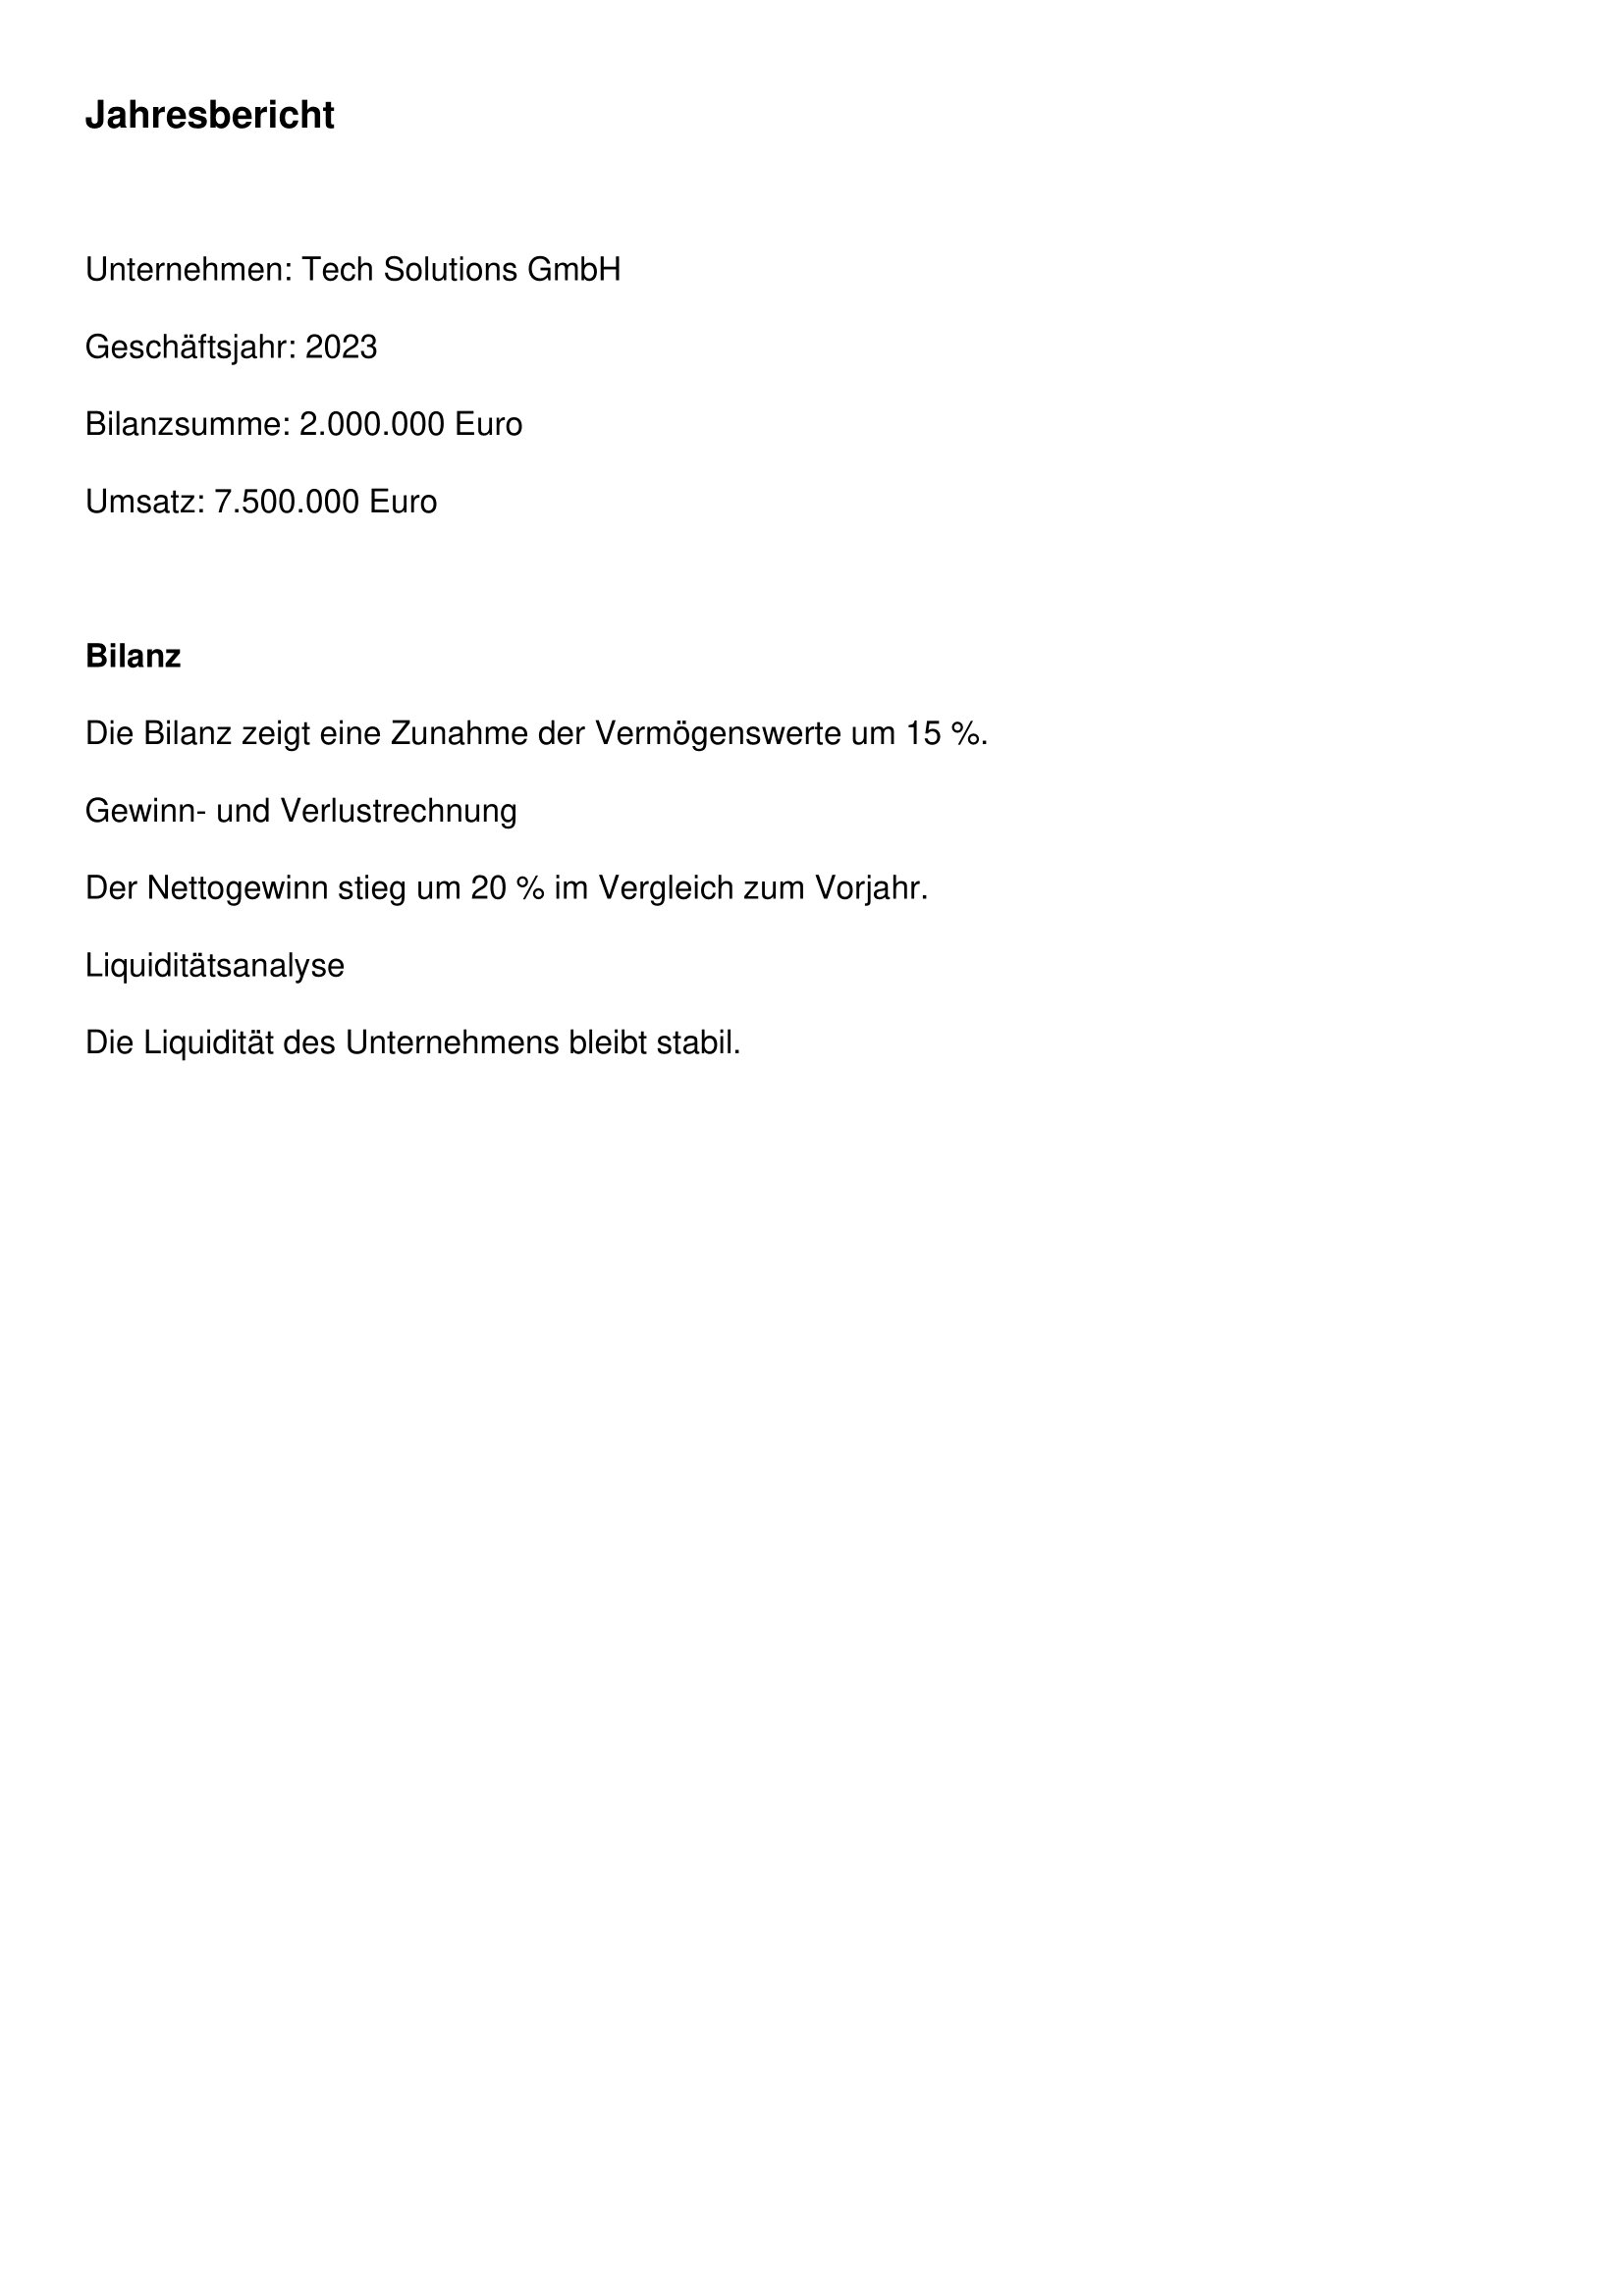 Jahresbericht
Unternehmen: Tech Solutions GmbH
Geschäftsjahr: 2023
Bilanzsumme: 2.000.000 Euro
Umsatz: 7.500.000 Euro
Bilanz
Die Bilanz zeigt eine Zunahme der Vermögenswerte um 15 %.
Gewinn- und Verlustrechnung
Der Nettogewinn stieg um 20 % im Vergleich zum Vorjahr.
Liquiditätsanalyse
Die Liquidität des Unternehmens bleibt stabil.